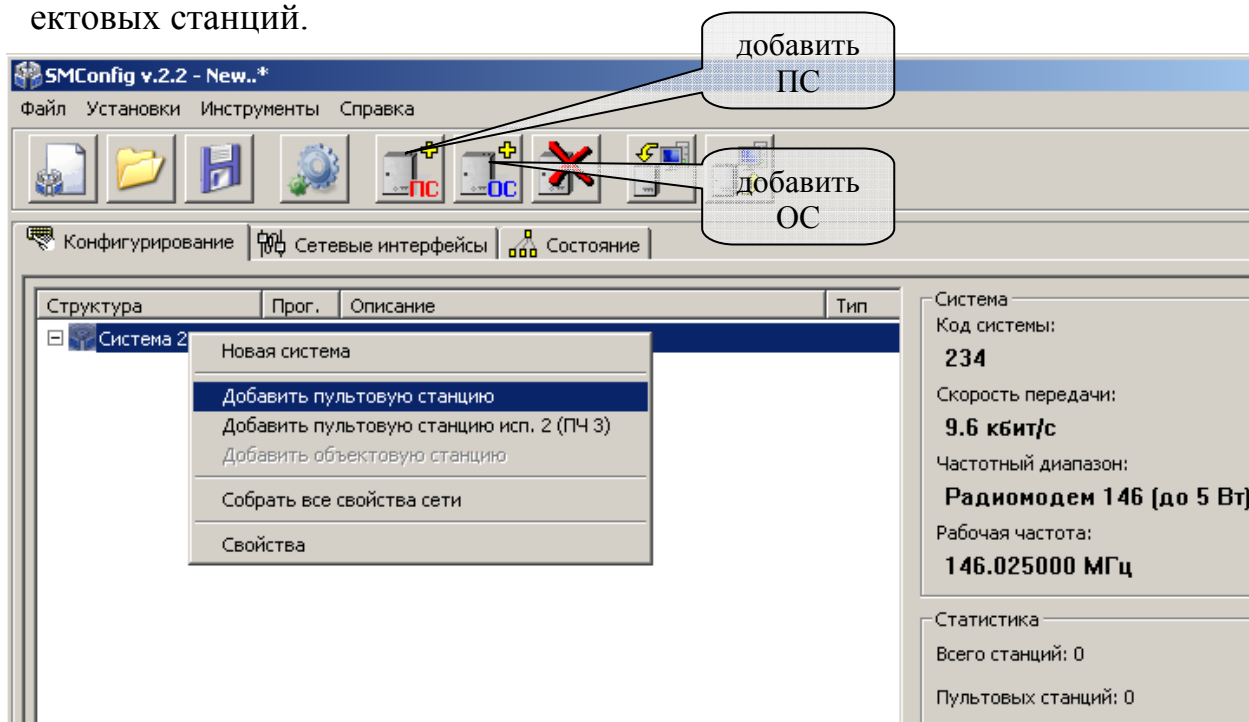 ектовых станций.
добавить
ПС
SMConfig v.2.2 - New..*
Файл Установки Инструменты Справка
ПС ОС
добавить
ОС
Конфигурирование Сетевые интерфейсы Состояние
Структура Прог. Описание Тип
Система 2
Новая система
Добавить пультовую станцию
Добавить пультовую станцию исп. 2 (ПЧ 3)
Добавить объектовую станцию
Собрать все свойства сети
Свойства
Система
Код системы:
234
Скорость передачи:
9.6 кбит/с
Частотный диапазон:
Радиомодем 146 (до 5 Вт)
Рабочая частота:
146.025000 МГц
Статистика
Всего станций: 0
Пультовых станций: 0